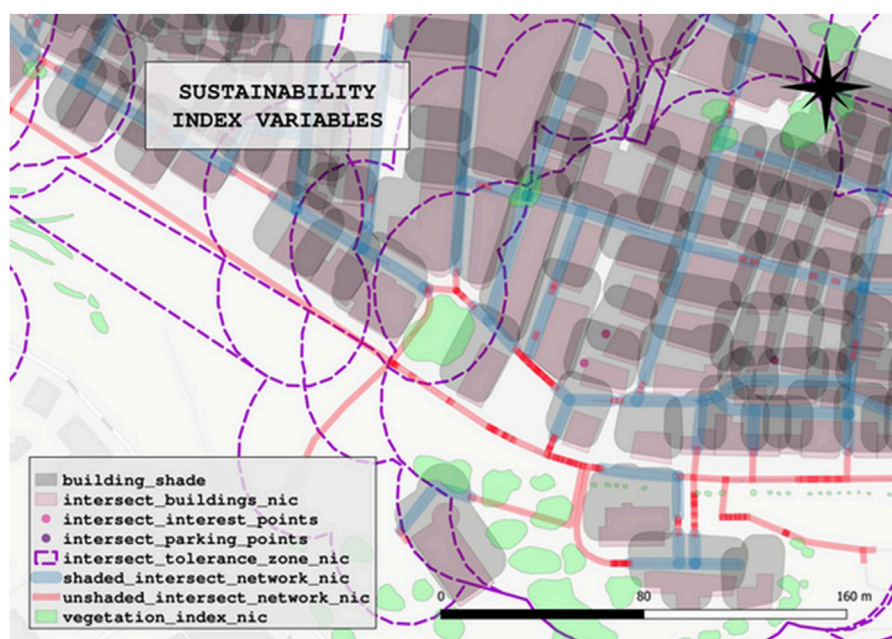 SUSTAINABILITY
INDEX VARIABLES
building_shade
intersect_buildings_nic
intersect_interest_points
intersect_parking_points
intersect_tolerance_zone_nic
shaded_intersect_network_nic
unshaded_intersect_network_nic
vegetation_index_nic
0 80 160 m